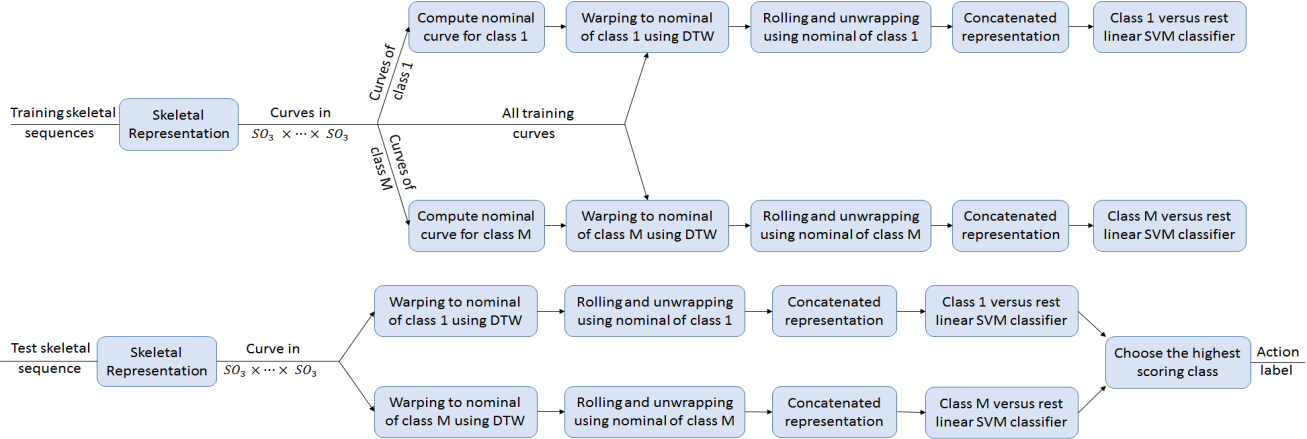 Training skeletal
sequences
Skeletal
Representation
Curves in
SO₃ × ⋯ × SO₃
Curves of
class 1
Compute nominal
curve for class 1
Warping to nominal
of class 1 using DTW
Rolling and unwrapping
using nominal of class 1
Concatenated
representation
Class 1 versus rest
linear SVM classifier
All training
curves
Curves of
class M
Compute nominal
curve for class M
Warping to nominal
of class M using DTW
Rolling and unwrapping
using nominal of class M
Concatenated
representation
Class M versus rest
linear SVM classifier
Test skeletal
sequence
Skeletal
Representation
Curve in
SO₃ × ⋯ × SO₃
Warping to nominal
of class 1 using DTW
Rolling and unwrapping
using nominal of class 1
Concatenated
representation
Class 1 versus rest
linear SVM classifier
Warping to nominal
of class M using DTW
Rolling and unwrapping
using nominal of class M
Concatenated
representation
Class M versus rest
linear SVM classifier
Choose the highest
scoring class
Action
label